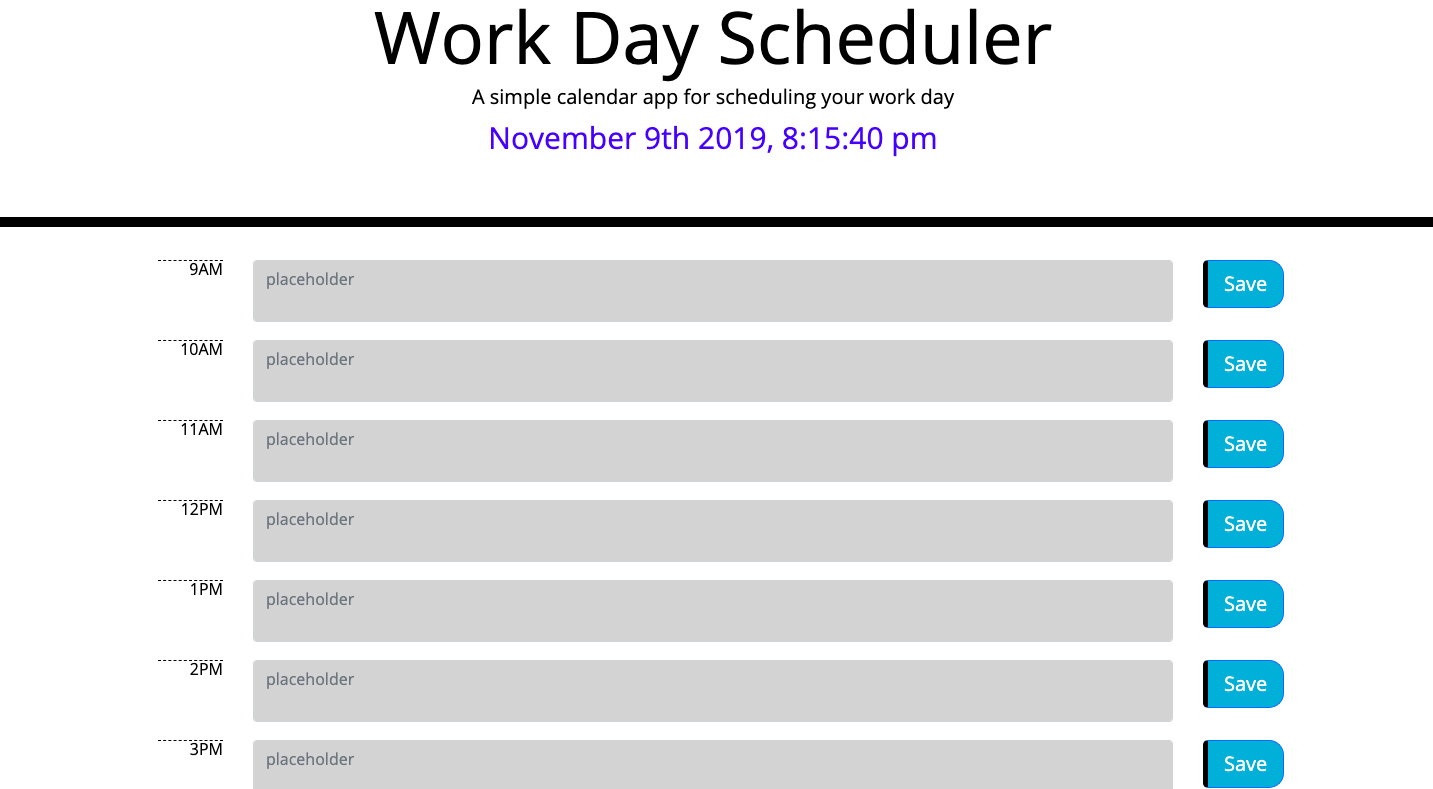 Work Day Scheduler
A simple calendar app for scheduling your work day
November 9th 2019, 8:15:40 pm
9AM placeholder Save
10AM placeholder Save
11AM placeholder Save
12PM placeholder Save
1PM placeholder Save
2PM placeholder Save
3PM placeholder Save